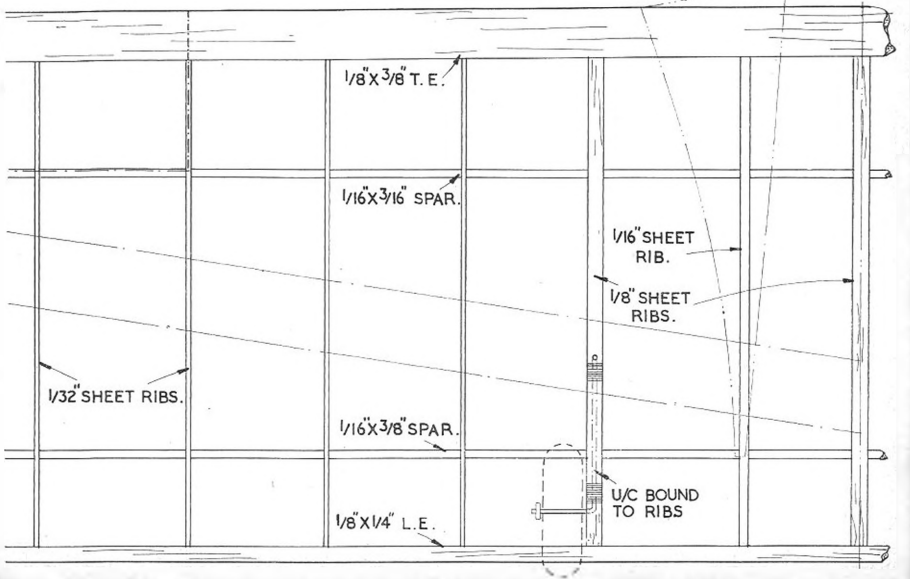 1/8"X3/8" T.E.
1/16"X3/16" SPAR.
1/16" SHEET
RIB.
1/8" SHEET
RIBS.
1/32" SHEET RIBS.
1/16"X3/8" SPAR.
U/C BOUND
TO RIBS
1/8"X1/4" L.E.